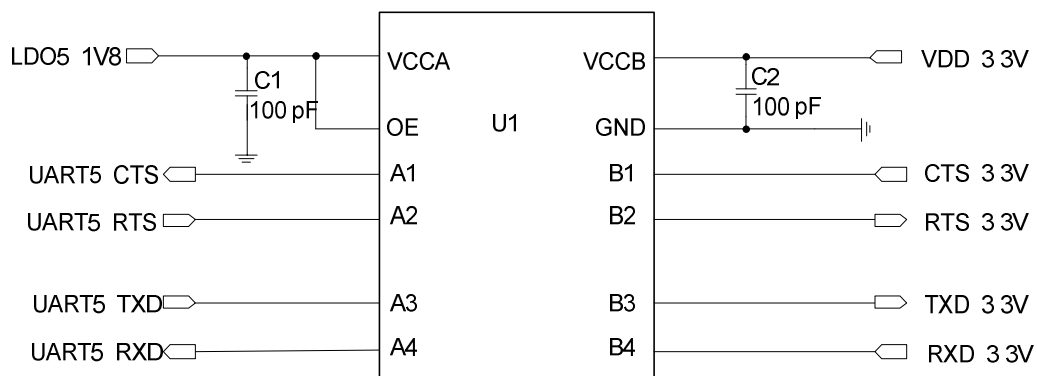 LDO5 1V8
VCCA
VCCB
VDD 3 3V
C1
100 pF
C2
100 pF
OE
U1
GND
UART5 CTS
A1
B1
CTS 3 3V
UART5 RTS
A2
B2
RTS 3 3V
UART5 TXD
A3
B3
TXD 3 3V
UART5 RXD
A4
B4
RXD 3 3V